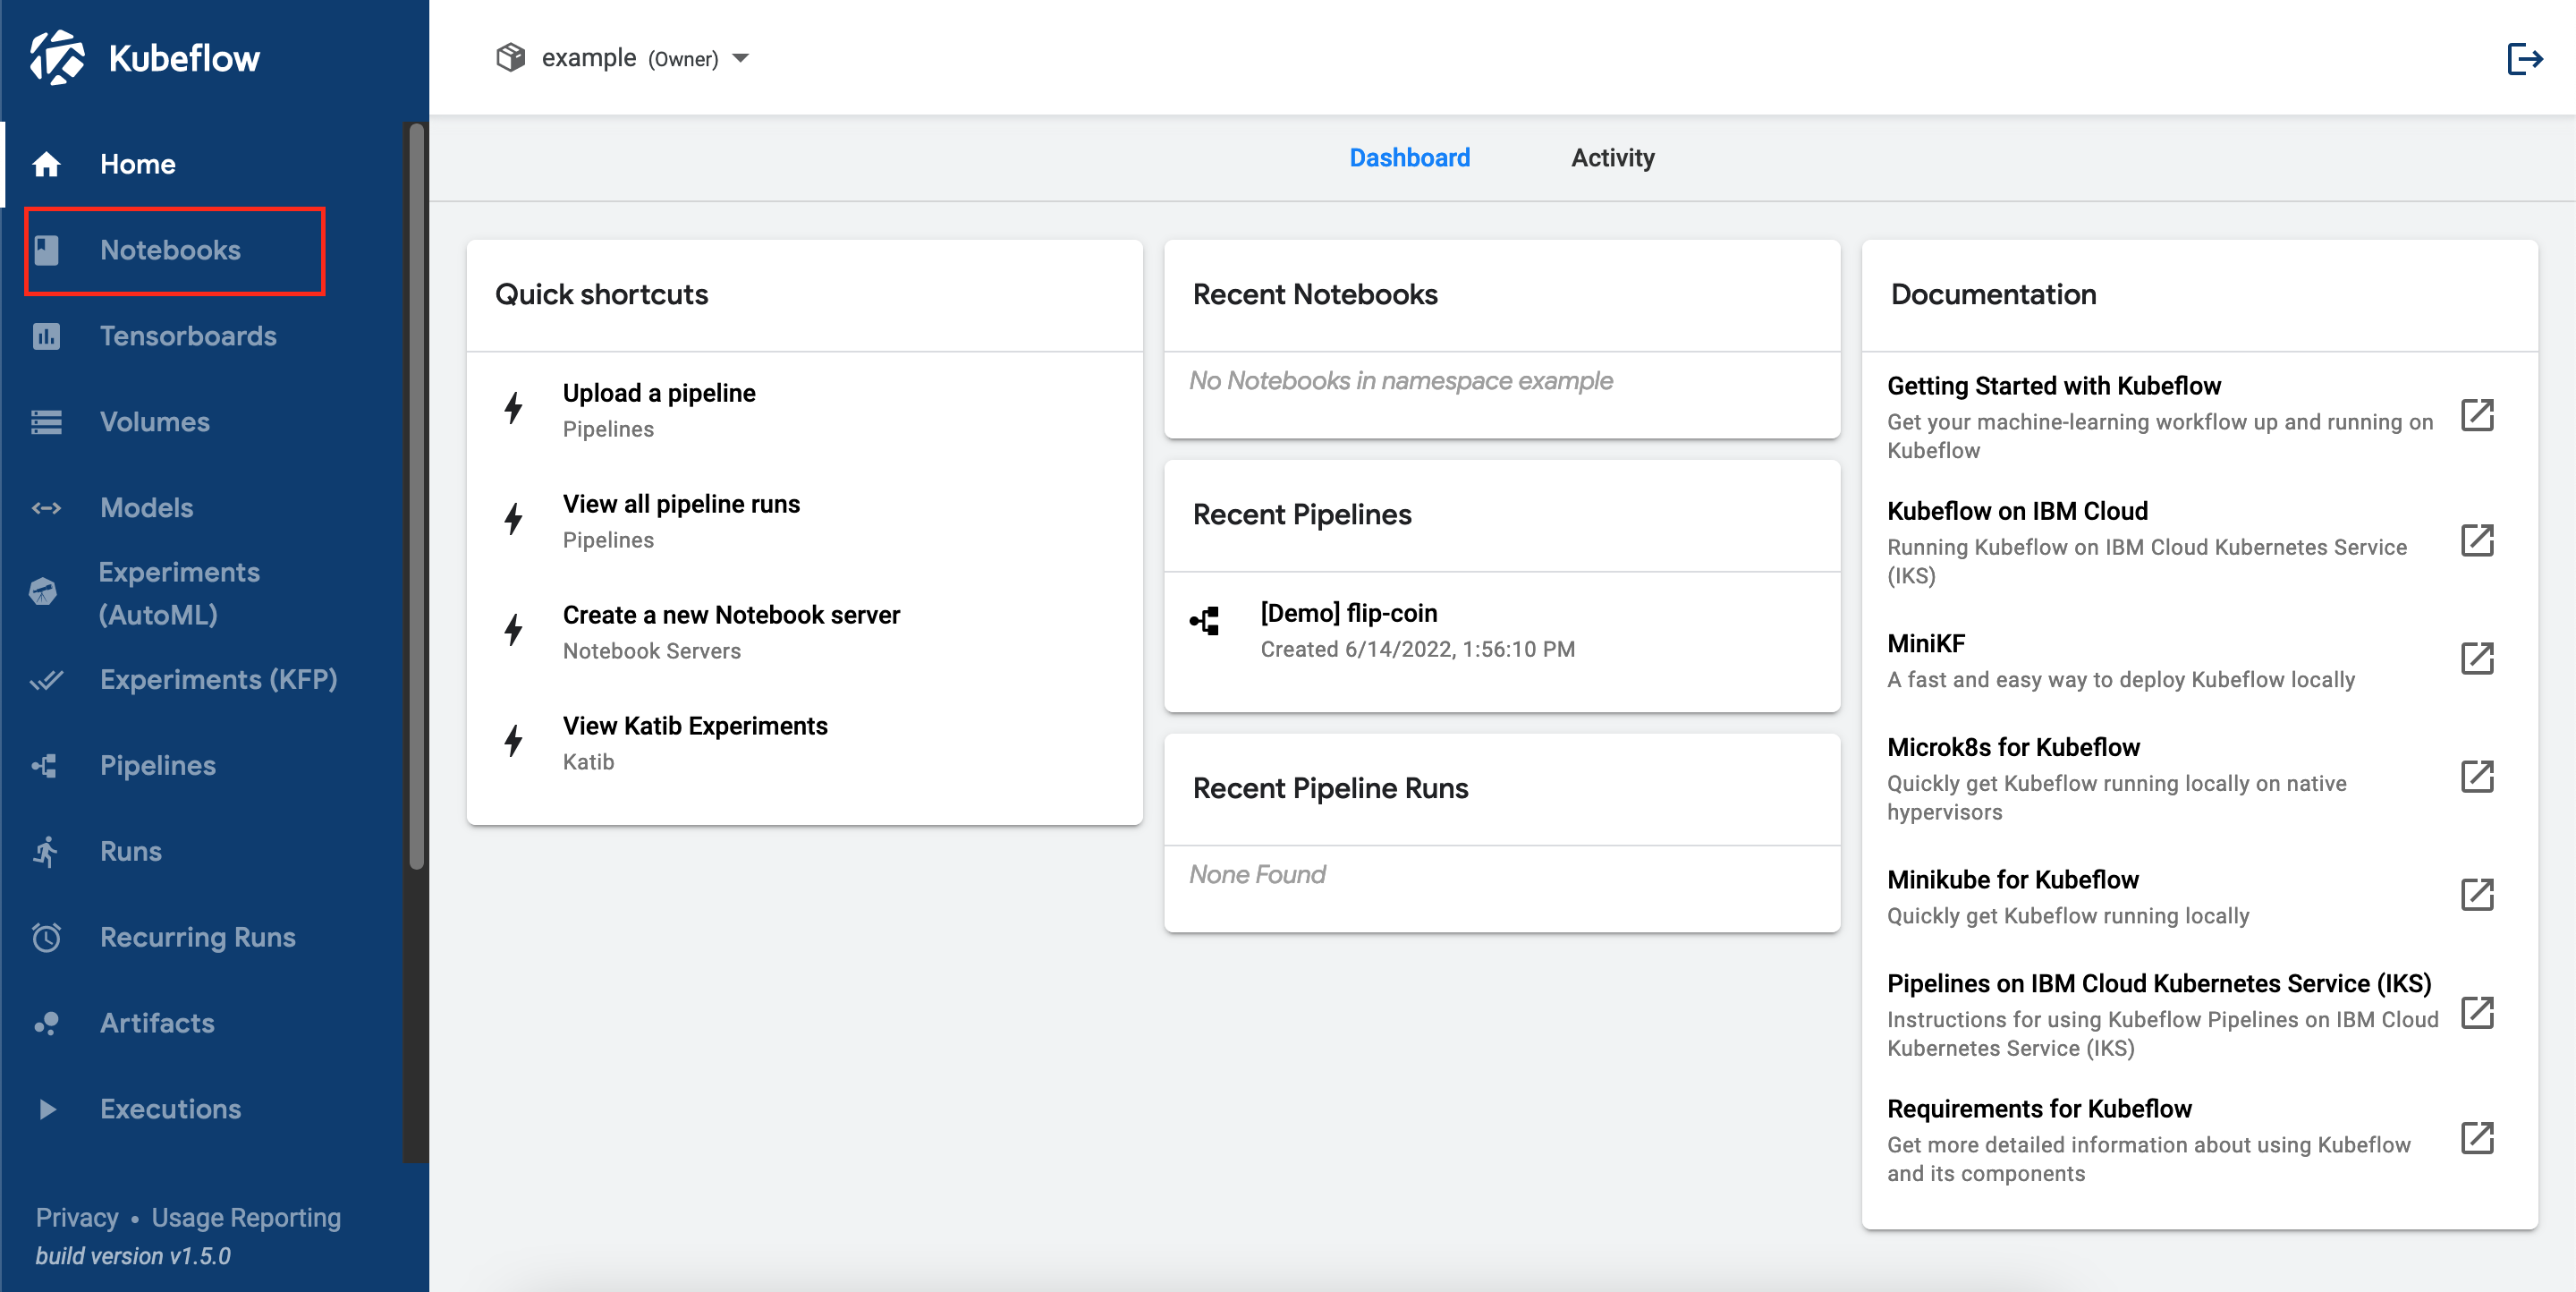 Kubeflow
Home
Notebooks
Tensorboards
Volumes
Models
Experiments
(AutoML)
Experiments (KFP)
Pipelines
Runs
Recurring Runs
Artifacts
Executions
Privacy • Usage Reporting
build version v1.5.0
example (Owner)
Dashboard
Activity
Quick shortcuts
Upload a pipeline
Pipelines
View all pipeline runs
Pipelines
Create a new Notebook server
Notebook Servers
View Katib Experiments
Katib
Recent Notebooks
No Notebooks in namespace example
Recent Pipelines
[Demo] flip-coin
Created 6/14/2022, 1:56:10 PM
Recent Pipeline Runs
None Found
Documentation
Getting Started with Kubeflow
Get your machine-learning workflow up and running on
Kubeflow
Kubeflow on IBM Cloud
Running Kubeflow on IBM Cloud Kubernetes Service
(IKS)
MiniKF
A fast and easy way to deploy Kubeflow locally
Microk8s for Kubeflow
Quickly get Kubeflow running locally on native
hypervisors
Minikube for Kubeflow
Quickly get Kubeflow running locally
Pipelines on IBM Cloud Kubernetes Service (IKS)
Instructions for using Kubeflow Pipelines on IBM Cloud
Kubernetes Service (IKS)
Requirements for Kubeflow
Get more detailed information about using Kubeflow
and its components